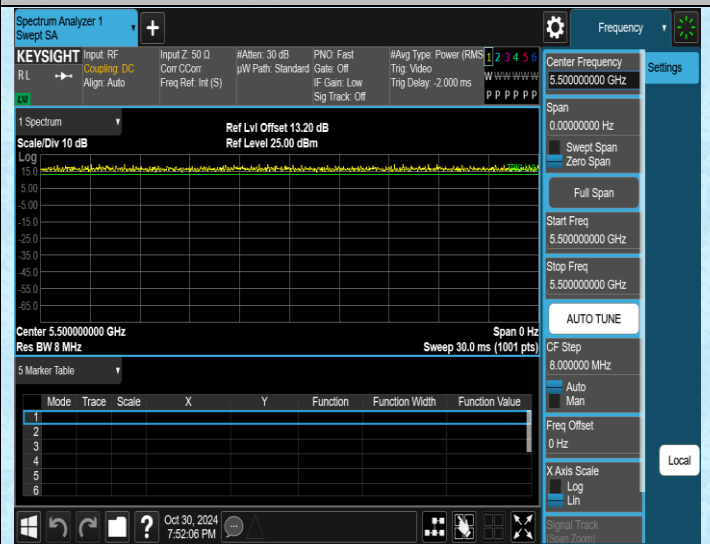 Spectrum Analyzer 1
Swept SA
+
Frequency
KEYSIGHT
RL
LXI
Input: RF
Coupling: DC
Align: Auto
Input Z: 50 Ω
Corr CCorr
Freq Ref: Int (S)
#Atten: 30 dB
µW Path: Standard
PNO: Fast
Gate: Off
IF Gain: Low
Sig Track: Off
#Avg Type: Power (RMS
Trig: Video
Trig Delay: -2.000 ms
1 2 3 4 5 6
W W W W W W
P P P P P P
Center Frequency
5.500000000 GHz
Settings
Span
0.00000000 Hz
Swept Span
Zero Span
Full Span
Start Freq
5.500000000 GHz
Stop Freq
5.500000000 GHz
AUTO TUNE
CF Step
8.000000 MHz
Auto
Man
Freq Offset
0 Hz
X Axis Scale
Log
Lin
Signal Track
(Span Zoom)
Local
1 Spectrum
Scale/Div 10 dB
Ref Lvl Offset 13.20 dB
Ref Level 25.00 dBm
Log
15.0
5.00
-5.00
-15.0
-25.0
-35.0
-45.0
-55.0
-65.0
Center 5.500000000 GHz
Res BW 8 MHz
Span 0 Hz
Sweep 30.0 ms (1001 pts)
5 Marker Table
Mode Trace Scale X Y Function Function Width Function Value
1
2
3
4
5
6
?
Oct 30, 2024
7:52:06 PM